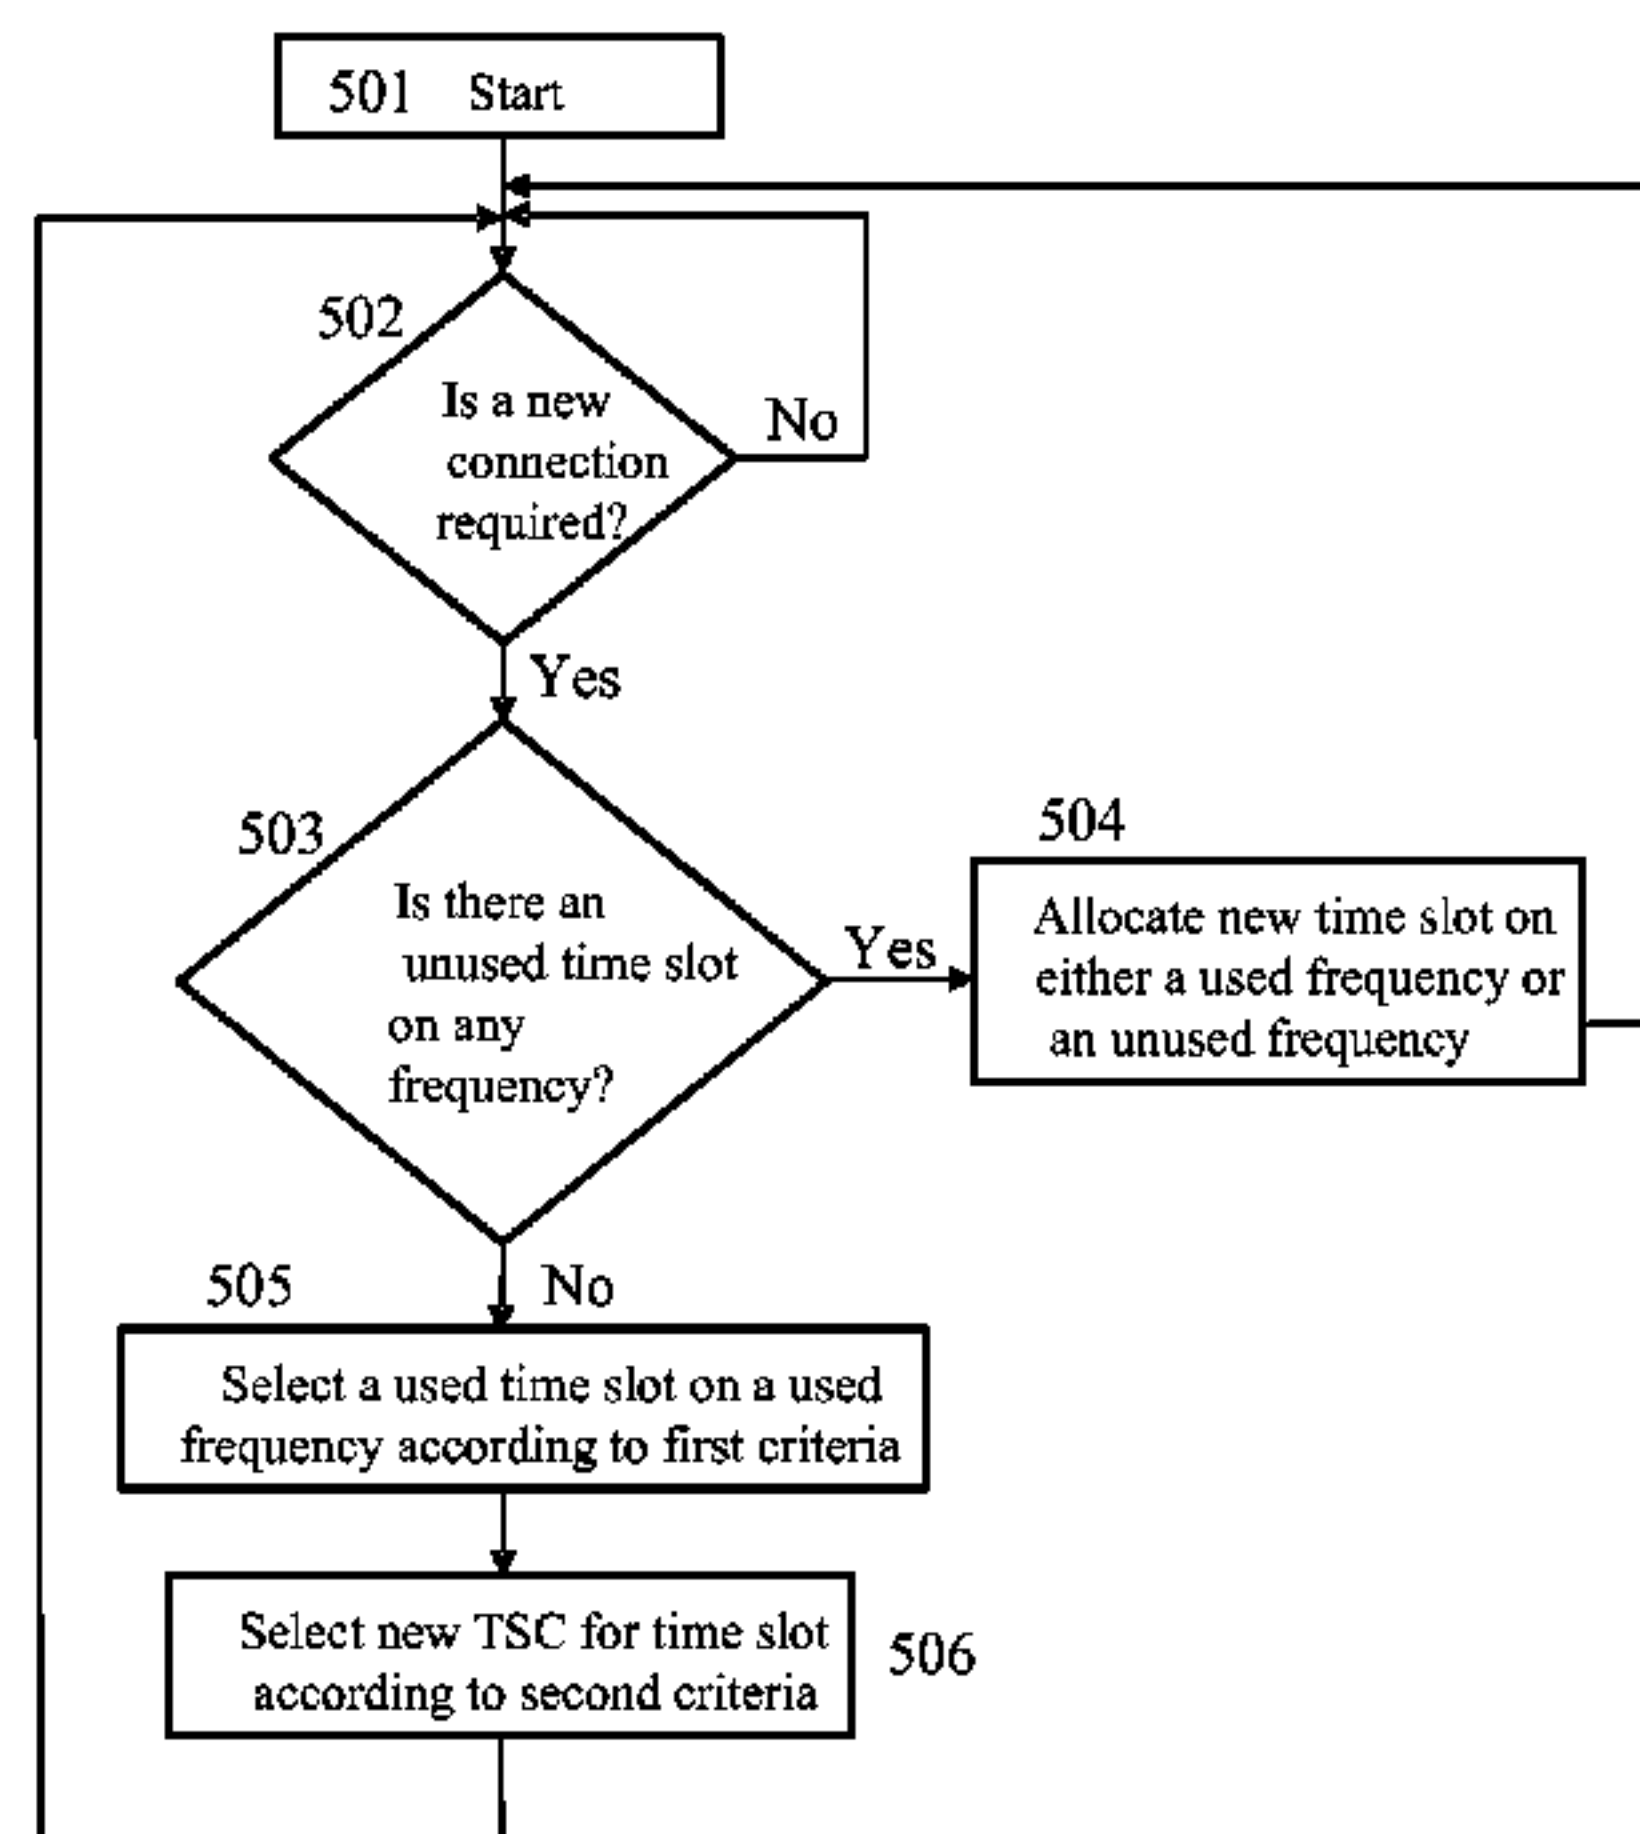 501 Start
502
Is a new
connection
required?
No
Yes
503
Is there an
unused time slot
on any
frequency?
Yes
504
Allocate new time slot on
either a used frequency or
an unused frequency
505
No
Select a used time slot on a used
frequency according to first criteria
Select new TSC for time slot
according to second criteria
506